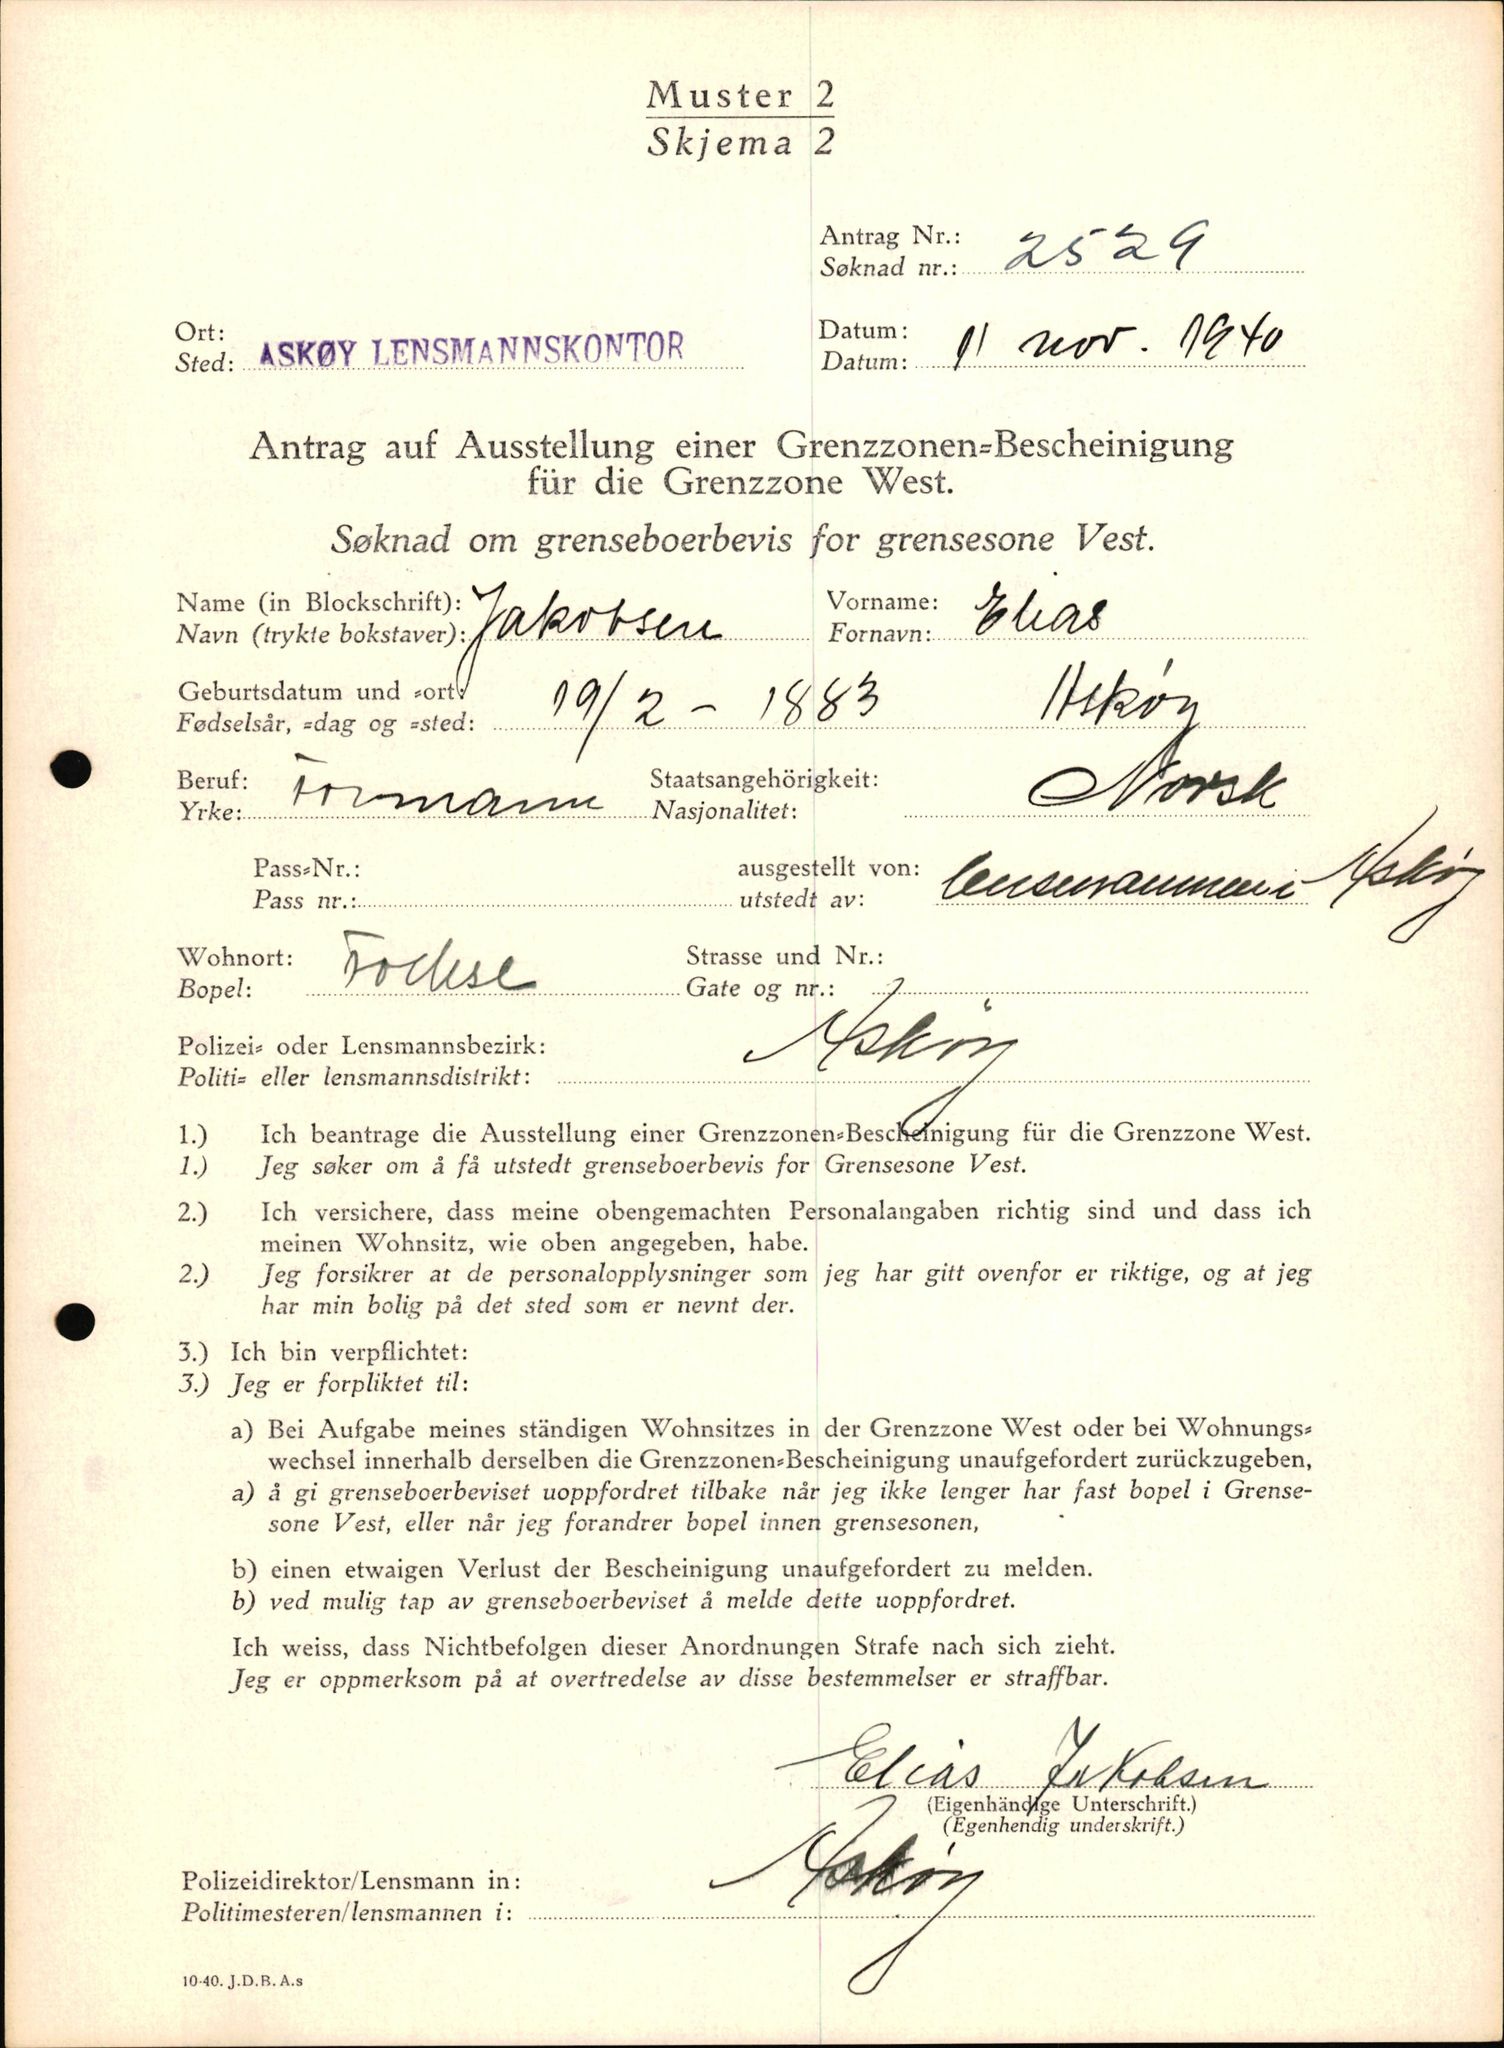 Muster 2
Skjema 2
Antrag Nr.:
Søknad nr.: 2529
Ort:
Sted: ASKØY LENSMANNSKONTOR
Datum:
Datum: 11 nov. 1940
Antrag auf Ausstellung einer Grenzzonen-Bescheinigung
für die Grenzzone West.
Søknad om grenseboerbevis for grensesone Vest.
Name (in Blockschrift):
Navn (trykte bokstaver): Jakobsen
Vorname:
Fornavn: Elias
Geburtsdatum und -ort:
Fødselsår, -dag og -sted: 19/2 - 1883 Askøy
Beruf:
Yrke: Formann
Staatsangehörigkeit:
Nasjonalitet: Norsk
Pass-Nr.:
Pass nr.:
ausgestellt von:
utstedt av: lensmannen i Askøy
Wohnort:
Bopel:
Strasse und Nr.:
Gate og nr.:
Polizei- oder Lensmannsbezirk:
Politi- eller lensmannsdistrikt: Askøy
1.) Ich beantrage die Ausstellung einer Grenzzonen-Bescheinigung für die Grenzzone West.
1.) Jeg søker om å få utstedt grenseboerbevis for Grensesone Vest.
2.) Ich versichere, dass meine obengemachten Personalangaben richtig sind und dass ich
meinen Wohnsitz, wie oben angegeben, habe.
2.) Jeg forsikrer at de personalopplysninger som jeg har gitt ovenfor er riktige, og at jeg
har min bolig på det sted som er nevnt der.
3.) Ich bin verpflichtet:
3.) Jeg er forpliktet til:
a) Bei Aufgabe meines ständigen Wohnsitzes in der Grenzzone West oder bei Wohnungs-
wechsel innerhalb derselben die Grenzzonen-Bescheinigung unaufgefordert zurückzugeben,
a) å gi grenseboerbeviset uoppfordret tilbake når jeg ikke lenger har fast bopel i Grense-
sone Vest, eller når jeg forandrer bopel innen grensesonen,
b) einen etwaigen Verlust der Bescheinigung unaufgefordert zu melden.
b) ved mulig tap av grenseboerbeviset å melde dette uoppfordret.
Ich weiss, dass Nichtbefolgen dieser Anordnungen Strafe nach sich zieht.
Jeg er oppmerksom på at overtredelse av disse bestemmelser er straffbar.
Elias Jakobsen
(Eigenhändige Unterschrift.)
(Egenhendig underskrift.)
Polizeidirektor/Lensmann in:
Politimesteren/lensmannen i: Askøy
10-40. J.D.B. A.s